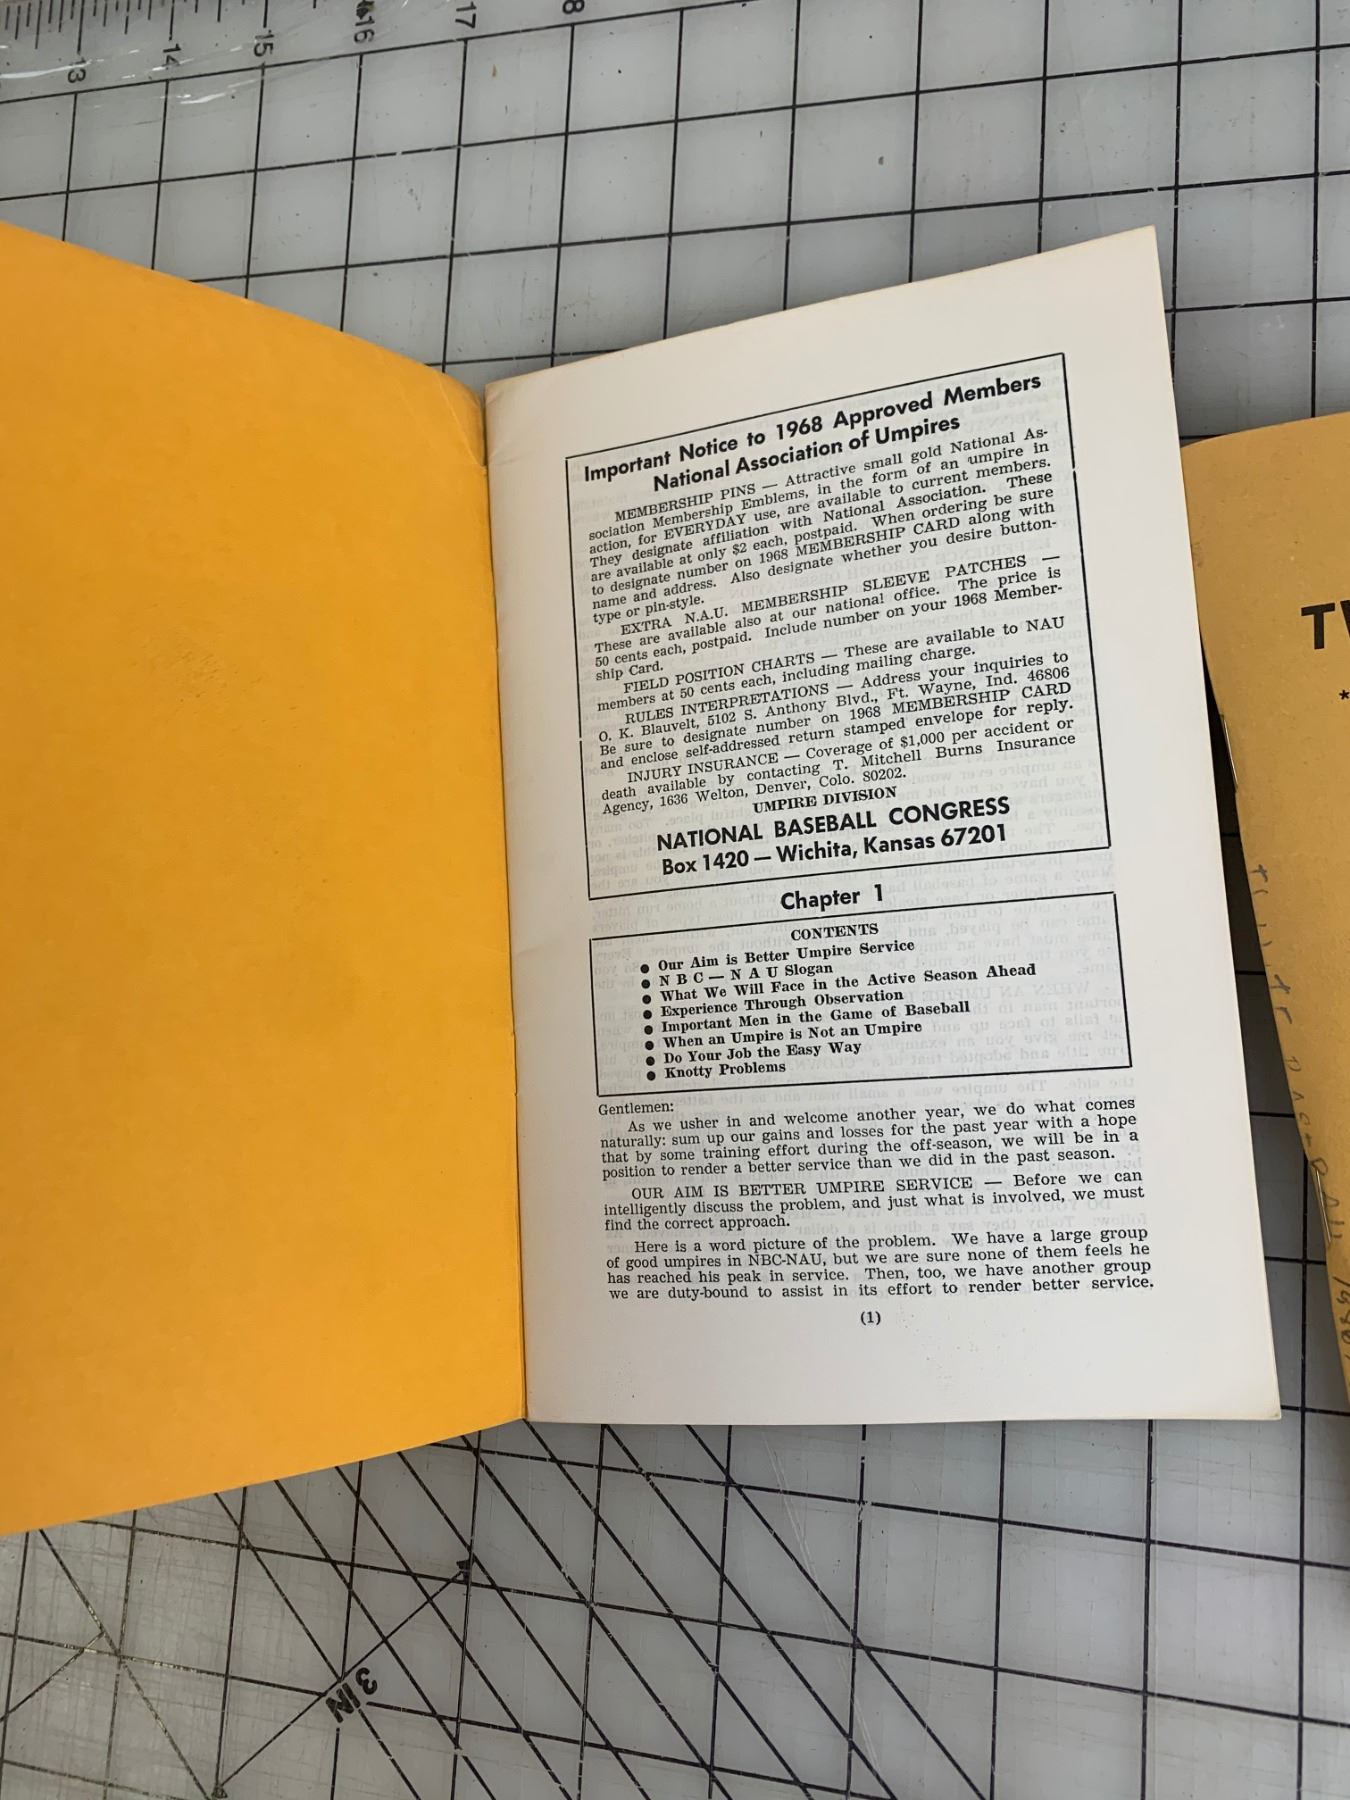 13
14
15
16
17
8
Important Notice to 1968 Approved Members
National Association of Umpires
MEMBERSHIP PINS — Attractive small gold National As-
sociation Membership Emblems, in the form of an umpire in
action, for EVERYDAY use, are available to current members.
They designate affiliation with National Association. These
are available at only $2 each, postpaid. When ordering be sure
to designate number on 1968 MEMBERSHIP CARD along with
name and address. Also designate whether you desire button-
type or pin-style.
EXTRA N.A.U. MEMBERSHIP SLEEVE PATCHES —
These are available also at our national office. The price is
50 cents each, postpaid. Include number on your 1968 Member-
ship Card.
FIELD POSITION CHARTS — These are available to NAU
members at 50 cents each, including mailing charge.
RULES INTERPRETATIONS — Address your inquiries to
O. K. Blauvelt, 5102 S. Anthony Blvd., Ft. Wayne, Ind. 46806
Be sure to designate number on 1968 MEMBERSHIP CARD
and enclose self-addressed return stamped envelope for reply.
INJURY INSURANCE — Coverage of $1,000 per accident or
death available by contacting T. Mitchell Burns Insurance
Agency, 1636 Welton, Denver, Colo. 80202.
UMPIRE DIVISION
NATIONAL BASEBALL CONGRESS
Box 1420 — Wichita, Kansas 67201
Chapter 1
CONTENTS
● Our Aim is Better Umpire Service
● N B C — N A U Slogan
● What We Will Face in the Active Season Ahead
● Experience Through Observation
● Important Men in the Game of Baseball
● When an Umpire is Not an Umpire
● Do Your Job the Easy Way
● Knotty Problems
Gentlemen:
As we usher in and welcome another year, we do what comes
naturally: sum up our gains and losses for the past year with a hope
that by some training effort during the off-season, we will be in a
position to render a better service than we did in the past season.
OUR AIM IS BETTER UMPIRE SERVICE — Before we can
intelligently discuss the problem, and just what is involved, we must
find the correct approach.
Here is a word picture of the problem. We have a large group
of good umpires in NBC-NAU, but we are sure none of them feels he
has reached his peak in service. Then, too, we have another group
we are duty-bound to assist in its effort to render better service.
(1)
3 IN